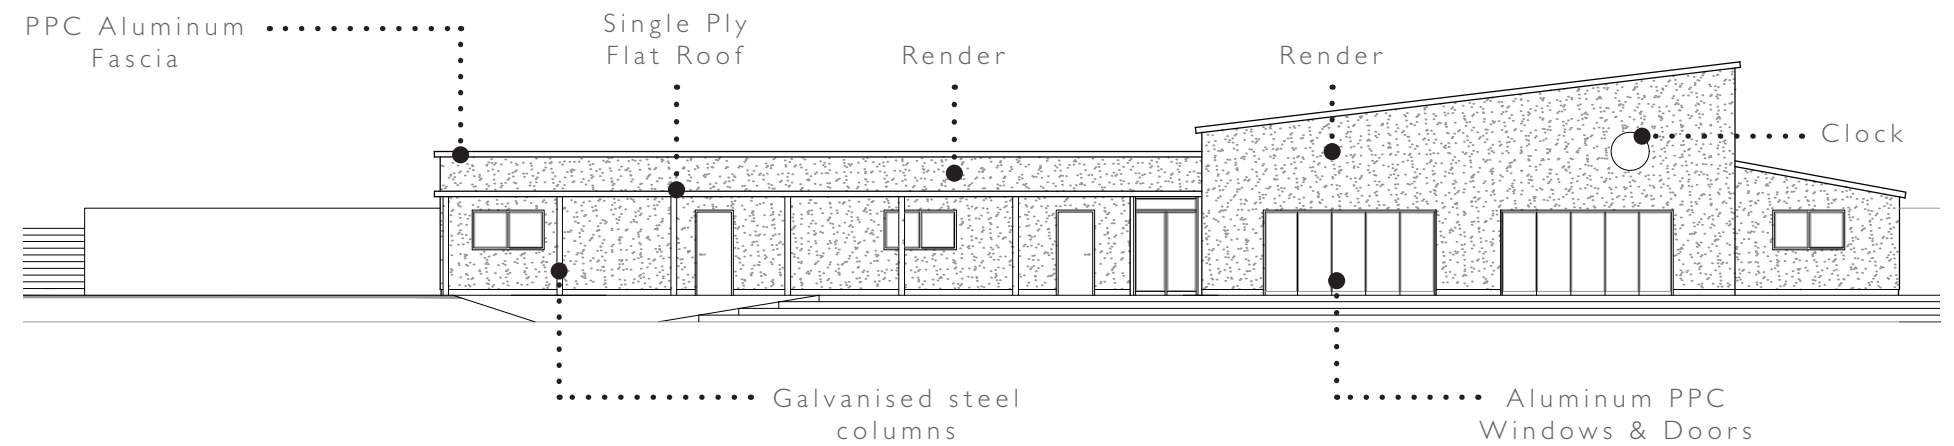 PPC Aluminum
Fascia
Single Ply
Flat Roof
Render
Render
Clock
Galvanised steel
columns
Aluminum PPC
Windows & Doors